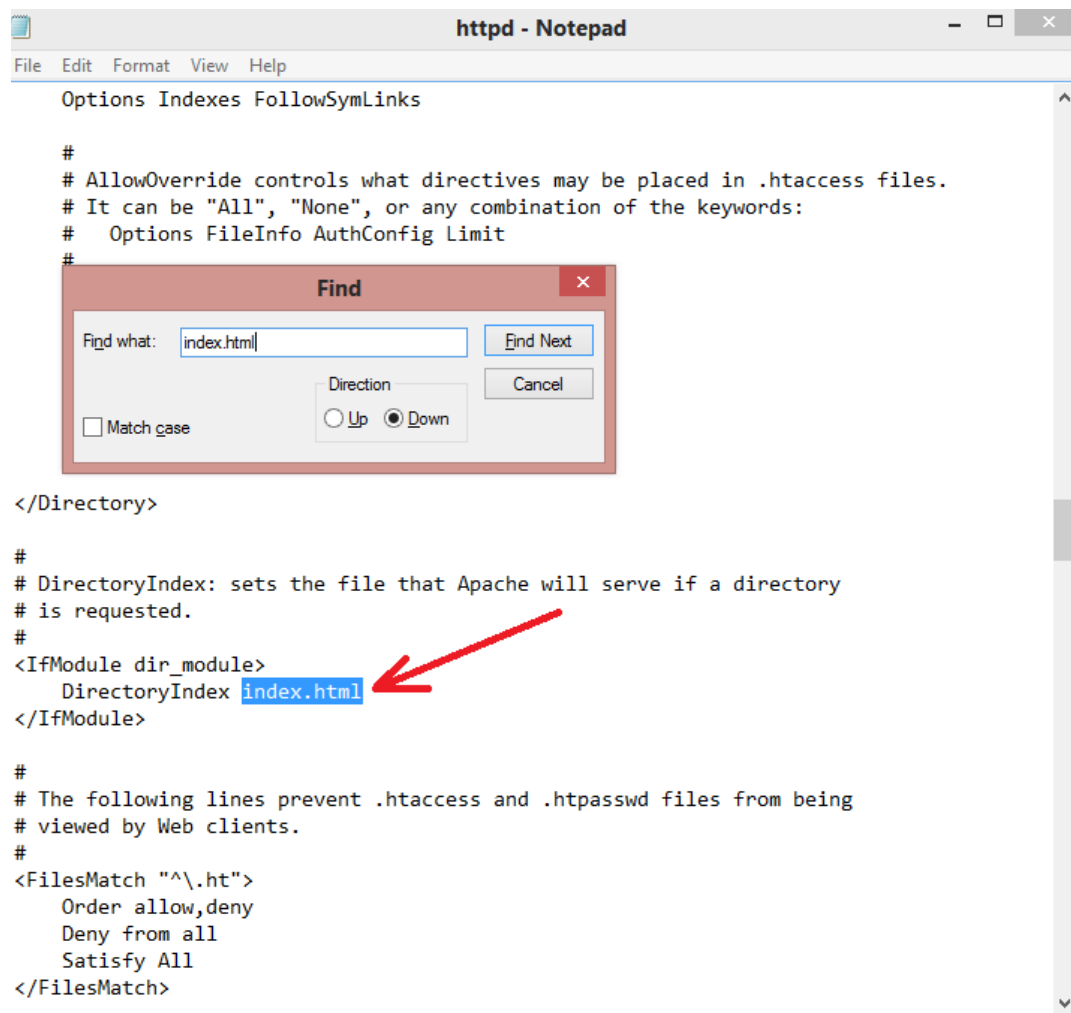 httpd - Notepad
File Edit Format View Help
Options Indexes FollowSymLinks
#
# AllowOverride controls what directives may be placed in .htaccess files.
# It can be "All", "None", or any combination of the keywords:
#   Options FileInfo AuthConfig Limit
#
Find
Find what: index.html Find Next
Direction Cancel
Match case Up Down
</Directory>
#
# DirectoryIndex: sets the file that Apache will serve if a directory
# is requested.
#
<IfModule dir_module>
    DirectoryIndex index.html
</IfModule>
#
# The following lines prevent .htaccess and .htpasswd files from being
# viewed by Web clients.
#
<FilesMatch "^\.ht">
    Order allow,deny
    Deny from all
    Satisfy All
</FilesMatch>